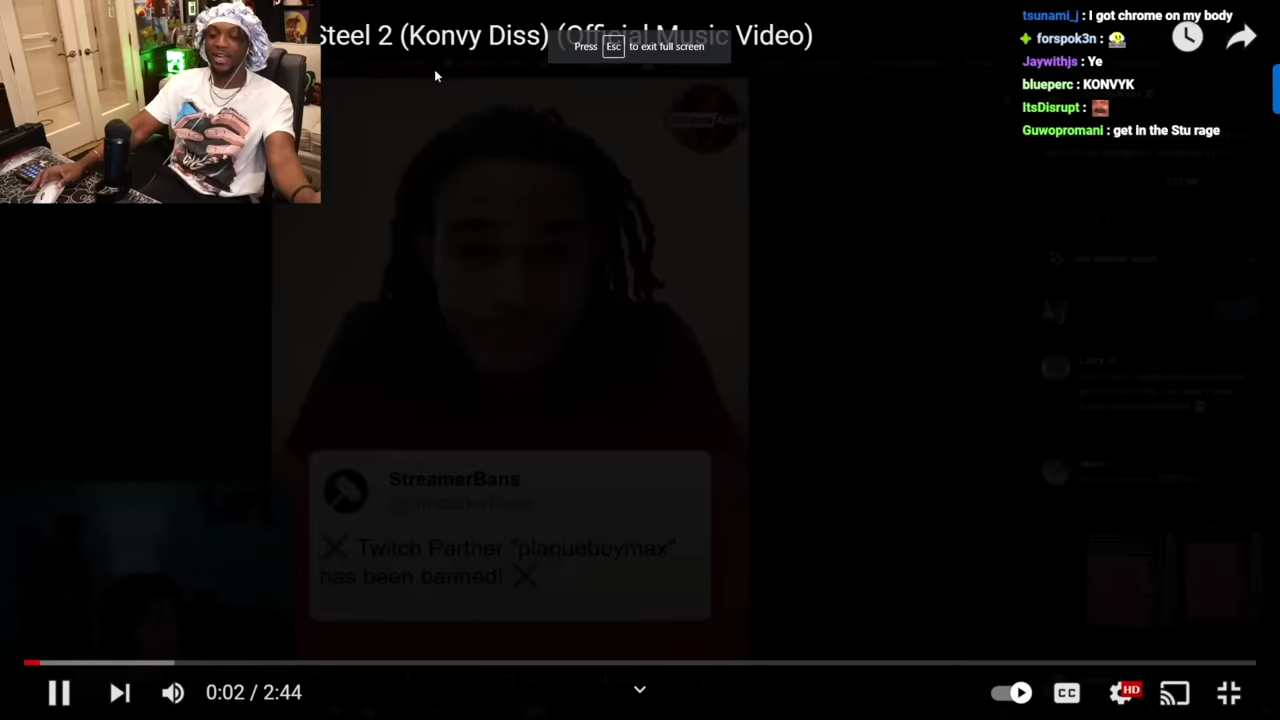 Steel 2 (Konvy Diss) (Official Music Video)
Press Esc to exit full screen
tsunami_j : I got chrome on my body
forspok3n :
Jaywithjs : Ye
blueperc : KONVYK
ItsDisrupt :
Guwopromani : get in the Stu rage
StreamerBans
Twitch Partner "plaqueboymax"
has been banned!
0:02 / 2:44
CC
HD